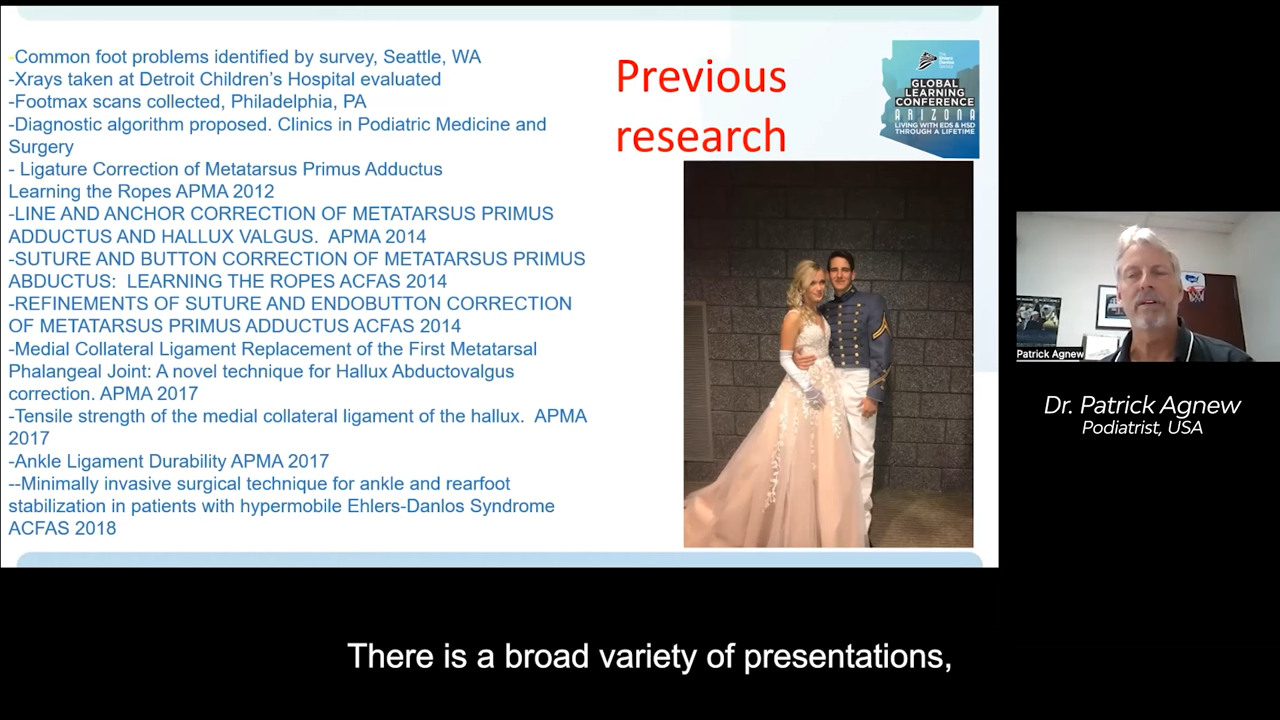 -Common foot problems identified by survey, Seattle, WA
-Xrays taken at Detroit Children's Hospital evaluated
-Footmax scans collected, Philadelphia, PA
-Diagnostic algorithm proposed. Clinics in Podiatric Medicine and
Surgery
- Ligature Correction of Metatarsus Primus Adductus
Learning the Ropes APMA 2012
-LINE AND ANCHOR CORRECTION OF METATARSUS PRIMUS
ADDUCTUS AND HALLUX VALGUS.  APMA 2014
-SUTURE AND BUTTON CORRECTION OF METATARSUS PRIMUS
ABDUCTUS:  LEARNING THE ROPES ACFAS 2014
-REFINEMENTS OF SUTURE AND ENDOBUTTON CORRECTION
OF METATARSUS PRIMUS ADDUCTUS ACFAS 2014
-Medial Collateral Ligament Replacement of the First Metatarsal
Phalangeal Joint: A novel technique for Hallux Abductovalgus
correction. APMA 2017
-Tensile strength of the medial collateral ligament of the hallux.  APMA
2017
-Ankle Ligament Durability APMA 2017
--Minimally invasive surgical technique for ankle and rearfoot
stabilization in patients with hypermobile Ehlers-Danlos Syndrome
ACFAS 2018
Previous
research
The
Ehlers
Danlos
Society
GLOBAL
LEARNING
CONFERENCE
ARIZONA
LIVING WITH EDS & HSD
THROUGH A LIFETIME
Patrick Agnew
Dr. Patrick Agnew
Podiatrist, USA
There is a broad variety of presentations,